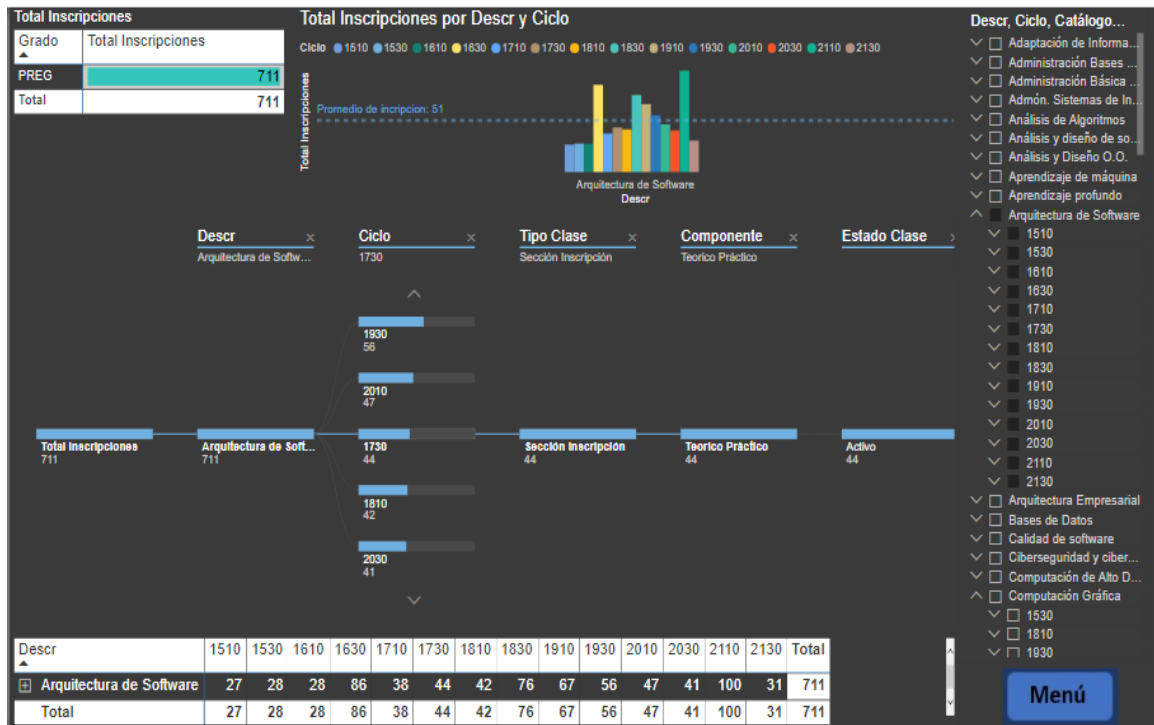 Total Inscripciones
Grado Total Inscripciones
PREG 711
Total 711
Total Inscripciones por Descr y Ciclo
Ciclo 1510 1530 1610 1630 1710 1730 1810 1830 1910 1930 2010 2030 2110 2130
Total Inscripciones
Promedio de incripcion: 51
Arquitectura de Software
Descr
Descr Ciclo Tipo Clase Componente Estado Clase
Arquitectura de Softw... 1730 Sección Inscripción Teorico Práctico
1930
56
2010
47
Total Inscripciones Arquitectura de Soft... 1730 Sección Inscripción Teorico Práctico Activo
711 711 44 44 44 44
1810
42
2030
41
Descr 1510 1530 1610 1630 1710 1730 1810 1830 1910 1930 2010 2030 2110 2130 Total
Arquitectura de Software 27 28 28 86 38 44 42 76 67 56 47 41 100 31 711
Total 27 28 28 86 38 44 42 76 67 56 47 41 100 31 711
Descr, Ciclo, Catálogo...
Adaptación de Informa...
Administración Bases ...
Administración Básica ...
Admón. Sistemas de In...
Análisis de Algoritmos
Análisis y diseño de so...
Análisis y Diseño O.O.
Aprendizaje de máquina
Aprendizaje profundo
Arquitectura de Software
1510
1530
1610
1630
1710
1730
1810
1830
1910
1930
2010
2030
2110
2130
Arquitectura Empresarial
Bases de Datos
Calidad de software
Ciberseguridad y ciber...
Computación de Alto D...
Computación Gráfica
1530
1810
1930
Menú